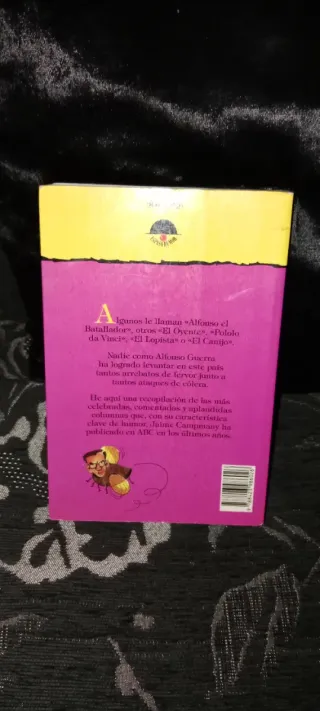 Algunos le llaman «Alfonso el
Batallador», otros «El Oyente», «Pololo
da Vinci», «El Lopista» o «El Canijo».
Nadie como Alfonso Guerra
ha logrado levantar en este país
tantos arrebatos de fervor junto a
tantos ataques de cólera.
He aquí una recopilación de las más
celebradas, comentadas y aplaudidas
columnas que, con su característica
clave de humor, Jaime Campmany ha
publicado en ABC en los últimos años.